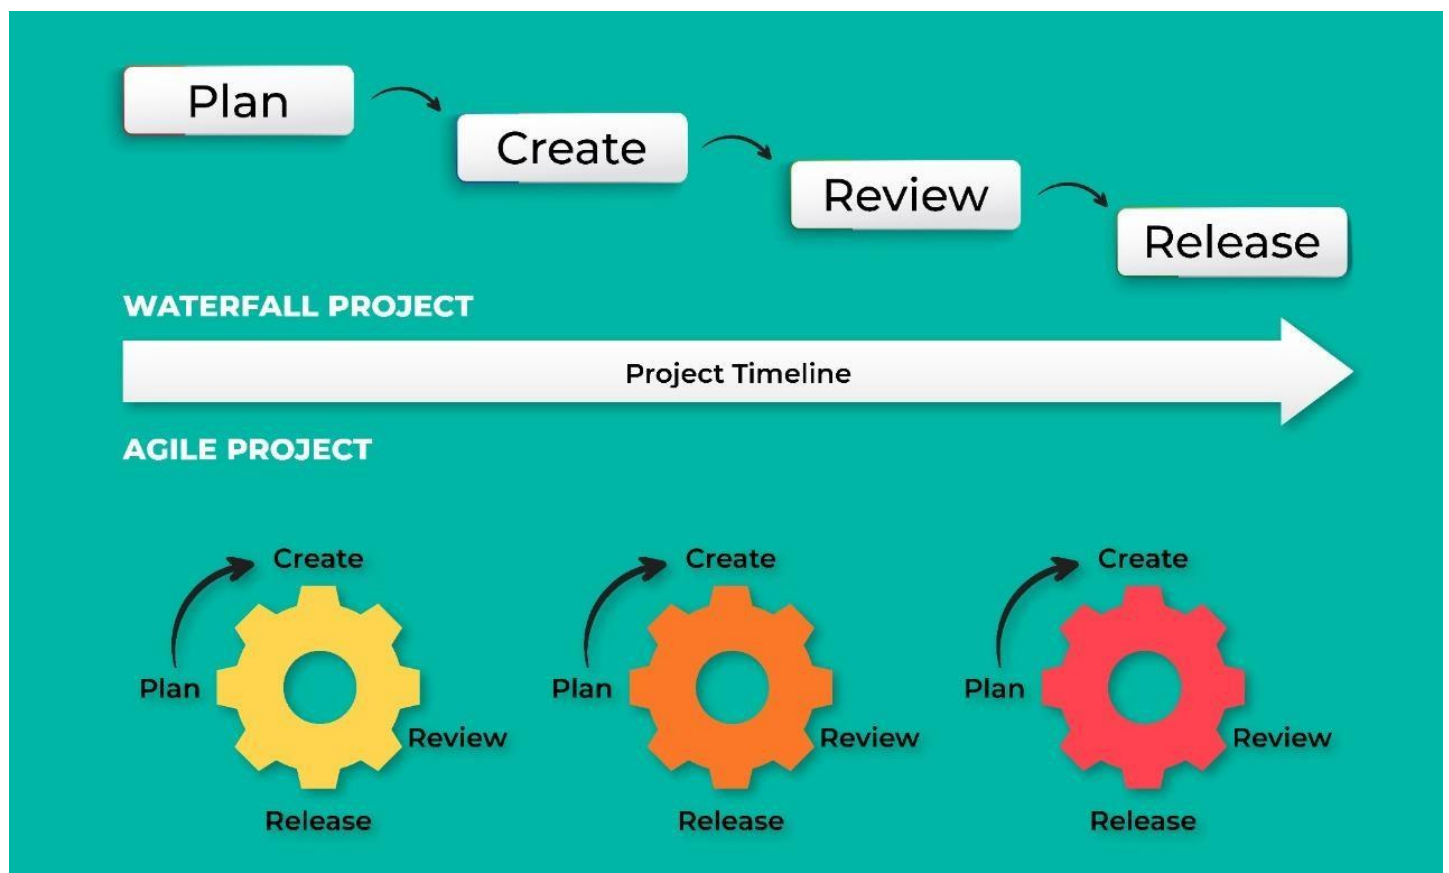 Plan
Create
Review
Release
WATERFALL PROJECT
Project Timeline
AGILE PROJECT
Create
Plan
Review
Release
Create
Plan
Review
Release
Create
Plan
Review
Release